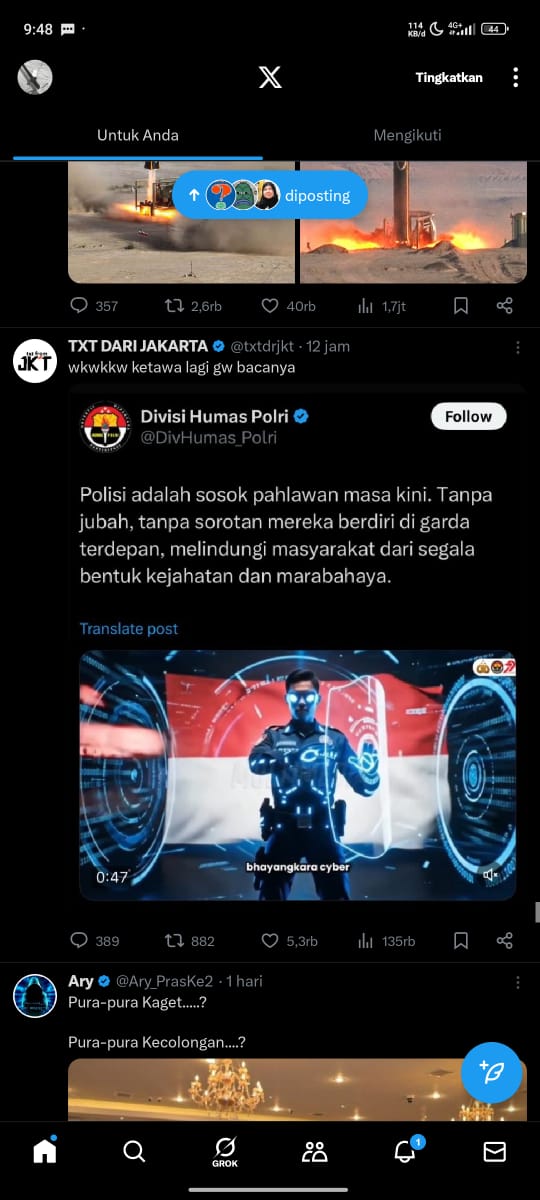 9:48
114 KB/d 4G+ 44
X Tingkatkan
Untuk Anda Mengikuti
diposting
357 2,6rb 40rb 1,7jt
TXT DARI JAKARTA @txtdrjkt · 12 jam
wkwkkw ketawa lagi gw bacanya
txt from JKT
Divisi Humas Polri
Follow
@DivHumas_Polri
Polisi adalah sosok pahlawan masa kini. Tanpa
jubah, tanpa sorotan mereka berdiri di garda
terdepan, melindungi masyarakat dari segala
bentuk kejahatan dan marabahaya.
Translate post
bhayangkara cyber
0:47
389 882 5,3rb 135rb
Ary @Ary_PrasKe2 · 1 hari
Pura-pura Kaget.....?
Pura-pura Kecolongan....?
1
GROK